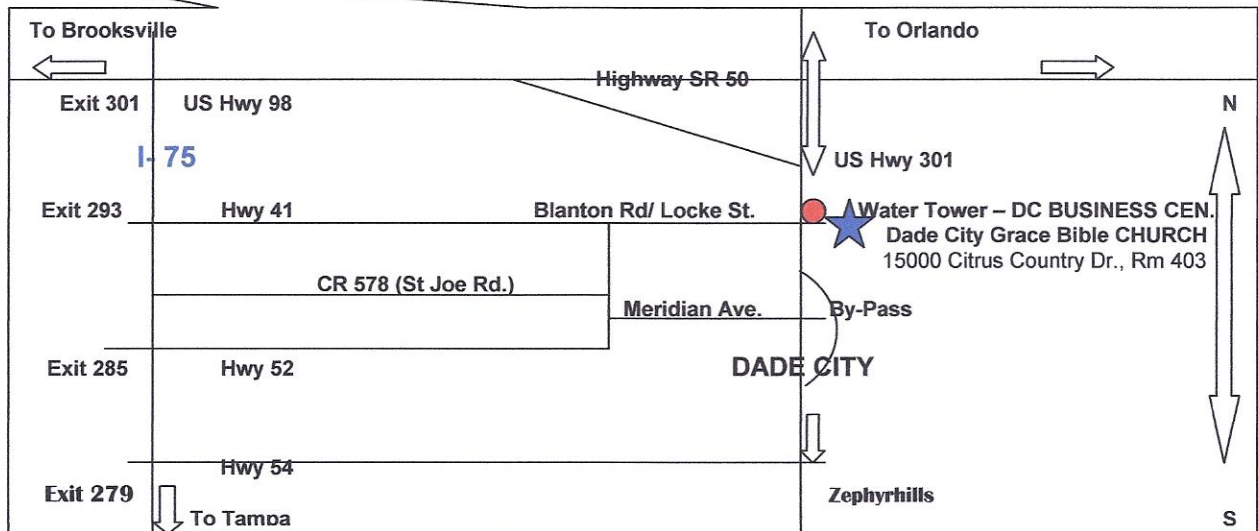 To Brooksville
To Orlando
Highway SR 50
Exit 301
US Hwy 98
N
I- 75
US Hwy 301
Exit 293
Hwy 41
Blanton Rd/ Locke St.
Water Tower – DC BUSINESS CEN.
Dade City Grace Bible CHURCH
15000 Citrus Country Dr., Rm 403
CR 578 (St Joe Rd.)
Meridian Ave.
By-Pass
Exit 285
Hwy 52
DADE CITY
Hwy 54
Exit 279
Zephyrhills
To Tampa
S